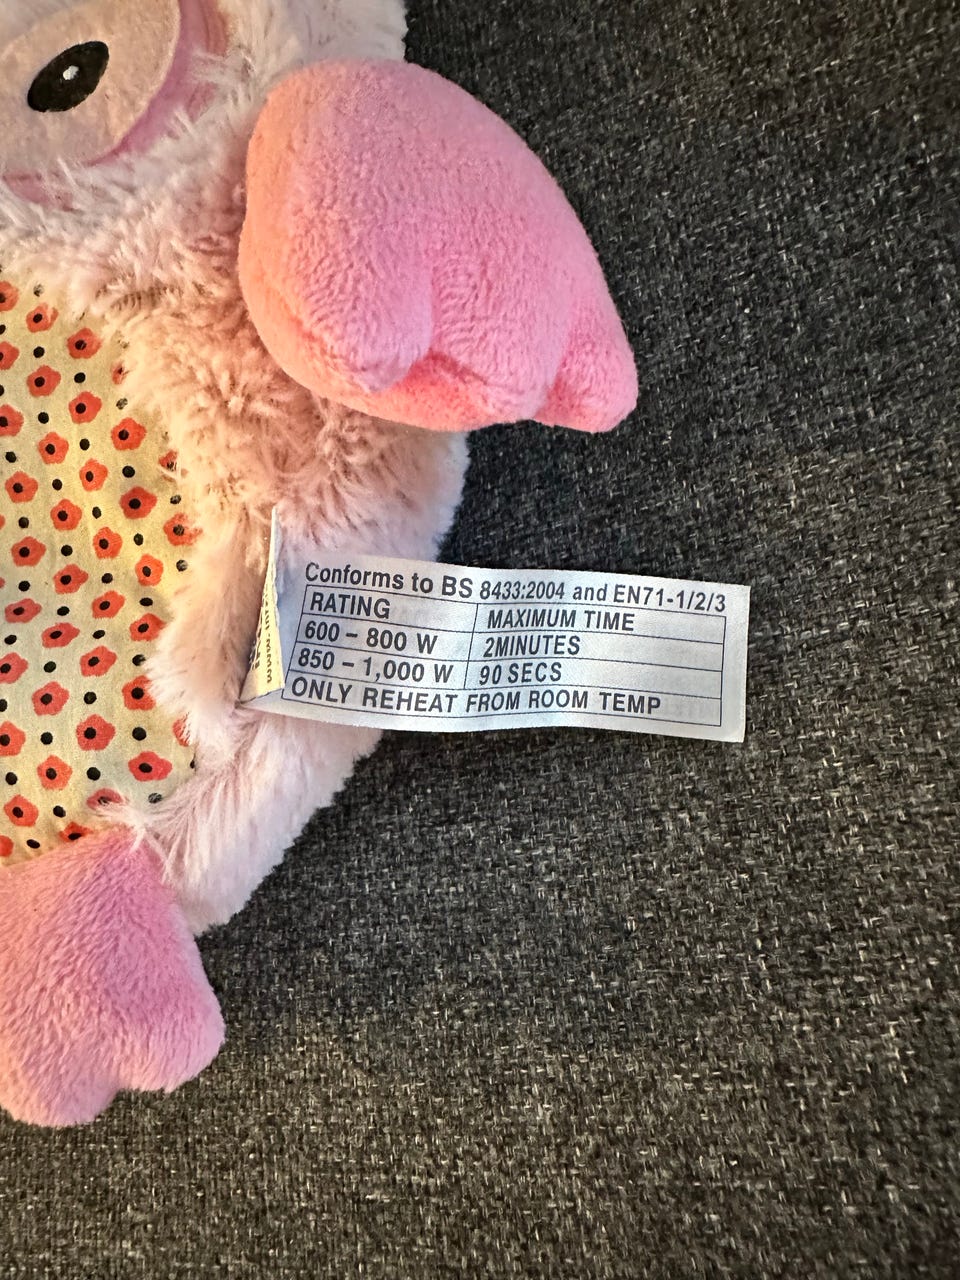 Conforms to BS 8433:2004 and EN71-1/2/3
RATING MAXIMUM TIME
600 – 800 W 2MINUTES
850 – 1,000 W 90 SECS
ONLY REHEAT FROM ROOM TEMP